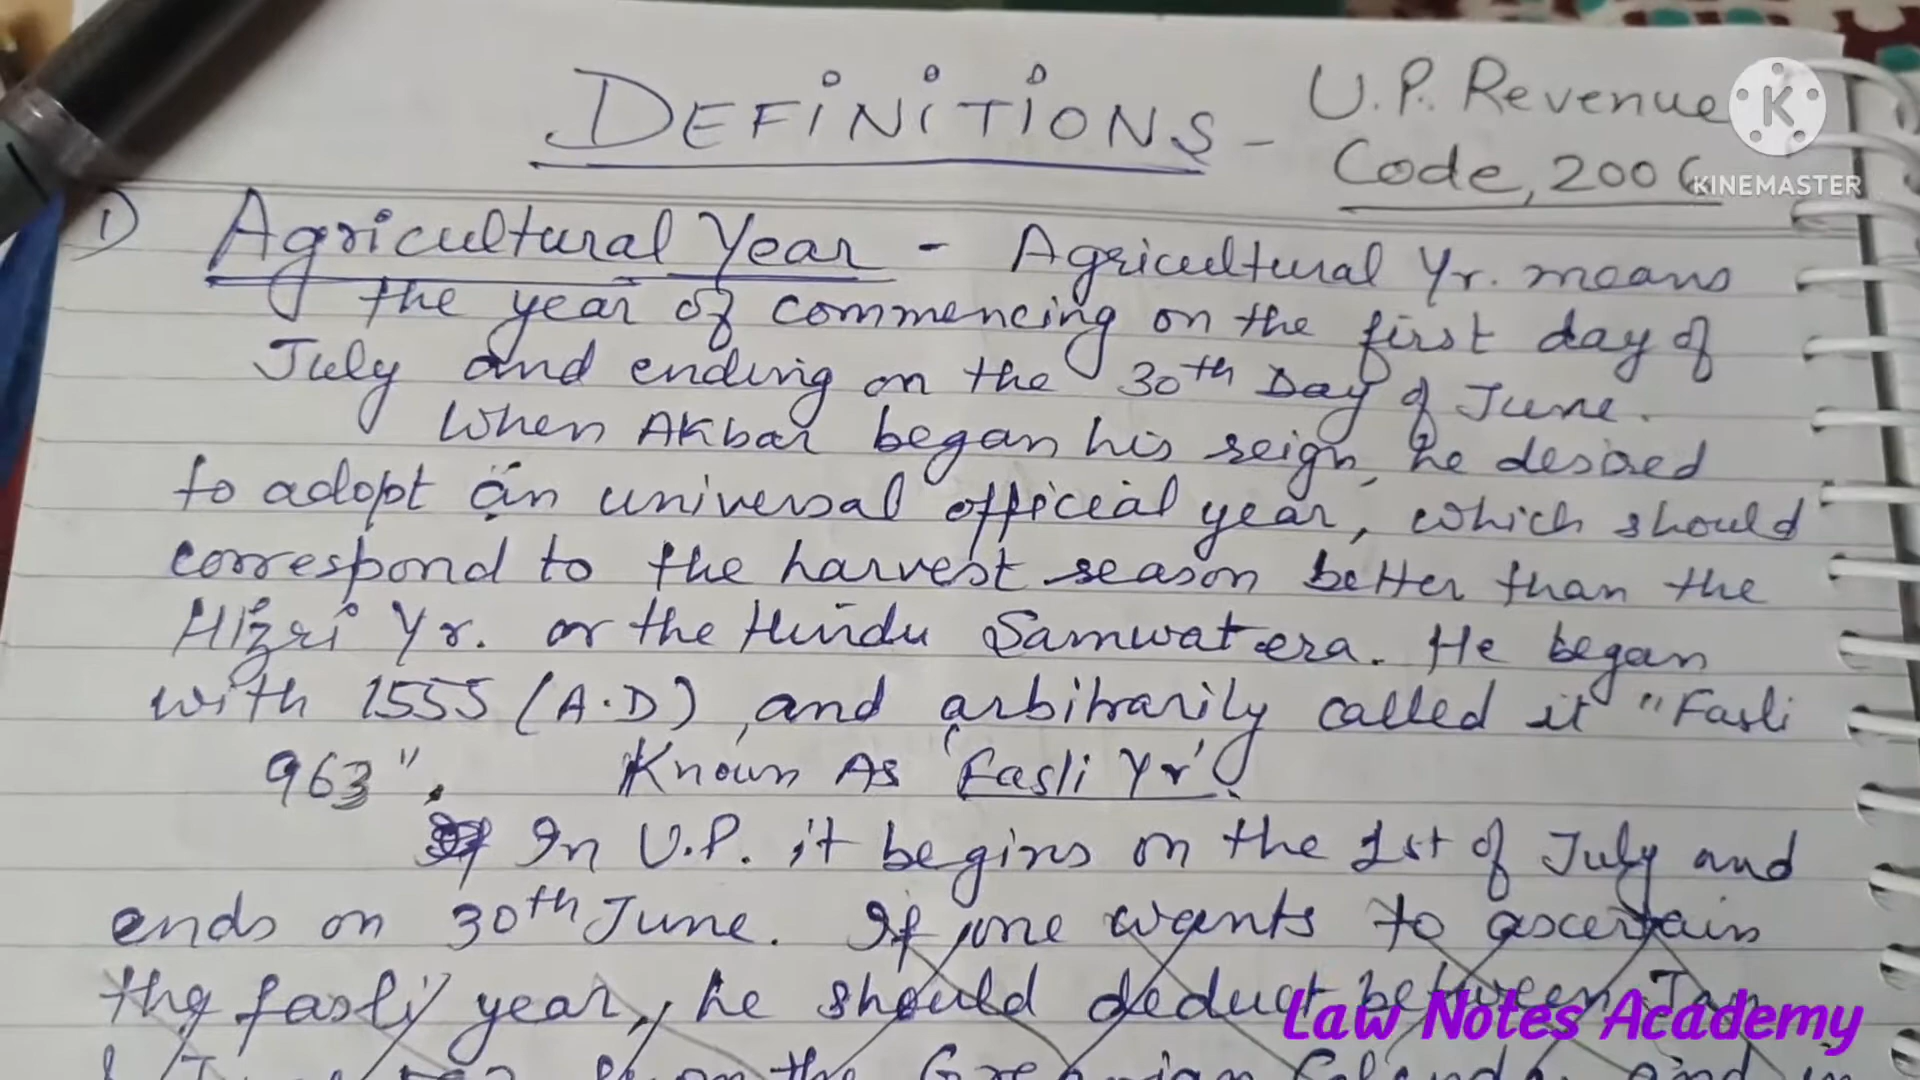 DEFINITIONS - U.P. Revenue
Code, 2006
KINEMASTER
1) Agricultural Year - Agricultural Yr. means
the year of commencing on the first day of
July and ending on the 30th Day of June.
When Akbar began his reign, he desired
to adopt an universal official year, which should
correspond to the harvest season better than the
Hizri Yr. or the Hindu Samwat era. He began
with 1555 (A.D), and arbitrarily called it "Fasli
963". Known As 'Fasli Yr'.
In U.P. it begins on the 1st of July and
ends on 30th June. If one wants to ascertain
the fasli year, he should deduct between Jan
Law Notes Academy